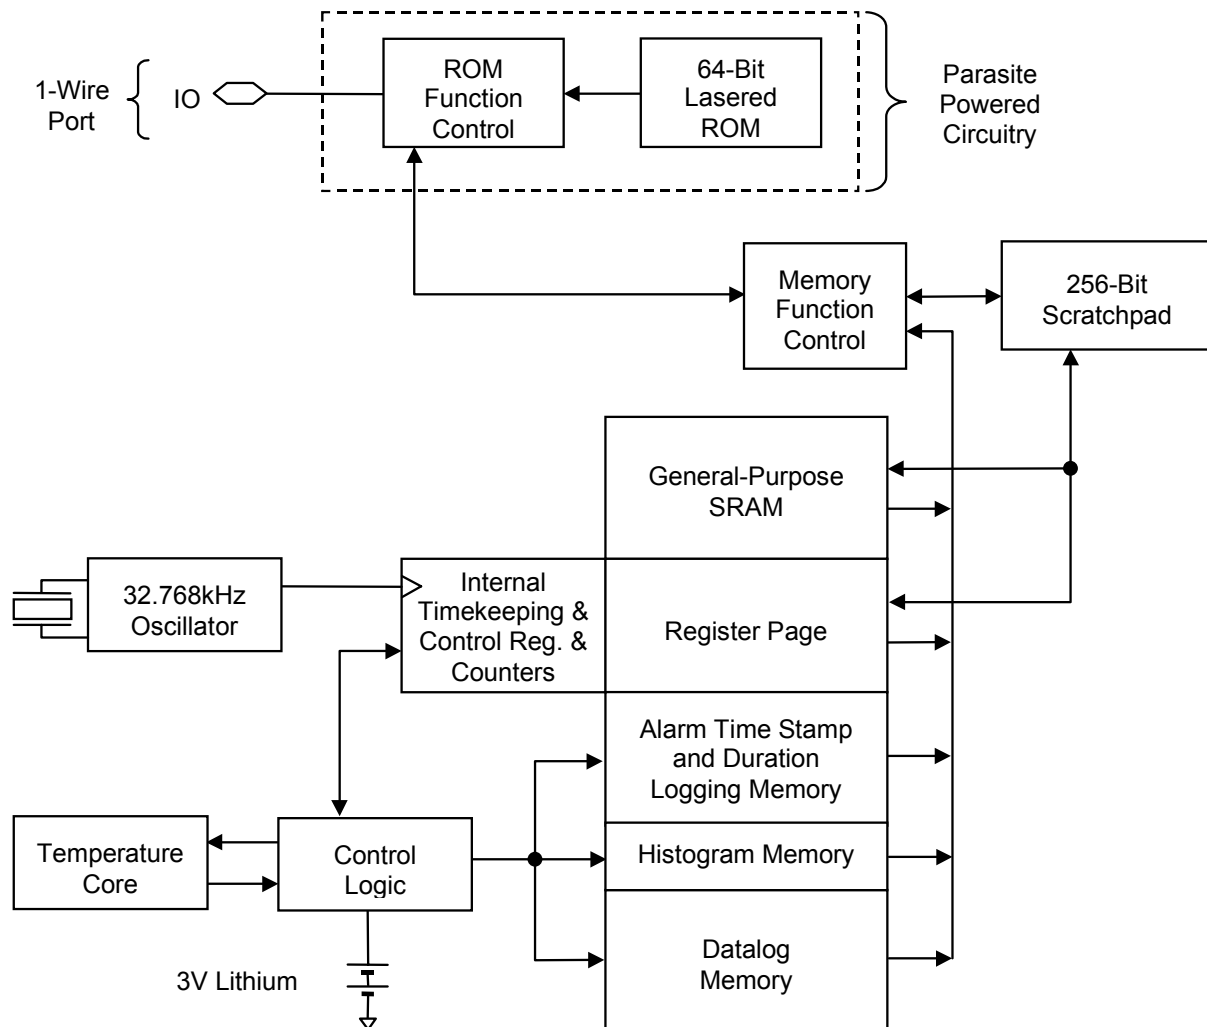 1-Wire
Port
IO
ROM
Function
Control
64-Bit
Lasered
ROM
Parasite
Powered
Circuitry
Memory
Function
Control
256-Bit
Scratchpad
General-Purpose
SRAM
32.768kHz
Oscillator
Internal
Timekeeping &
Control Reg. &
Counters
Register Page
Alarm Time Stamp
and Duration
Logging Memory
Temperature
Core
Control
Logic
Histogram Memory
Datalog
Memory
3V Lithium